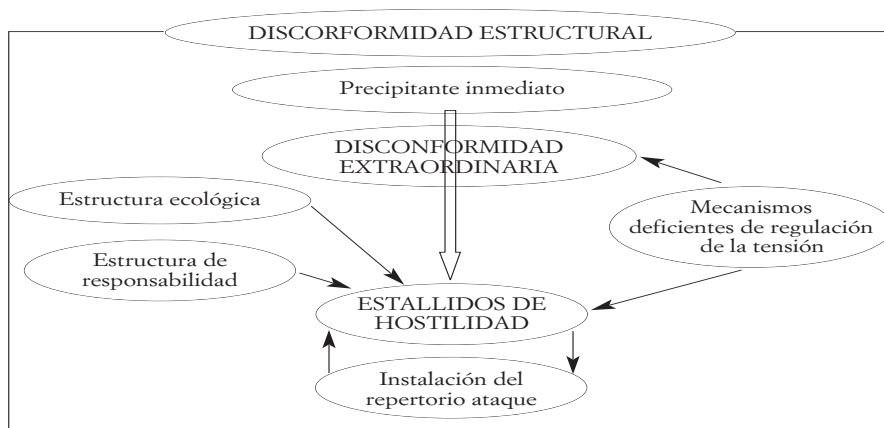 DISCORFORMIDAD ESTRUCTURAL
Precipitante inmediato
DISCONFORMIDAD
EXTRAORDINARIA
Estructura ecológica
Mecanismos
deficientes de regulación
de la tensión
Estructura de
responsabilidad
ESTALLIDOS DE
HOSTILIDAD
Instalación del
repertorio ataque